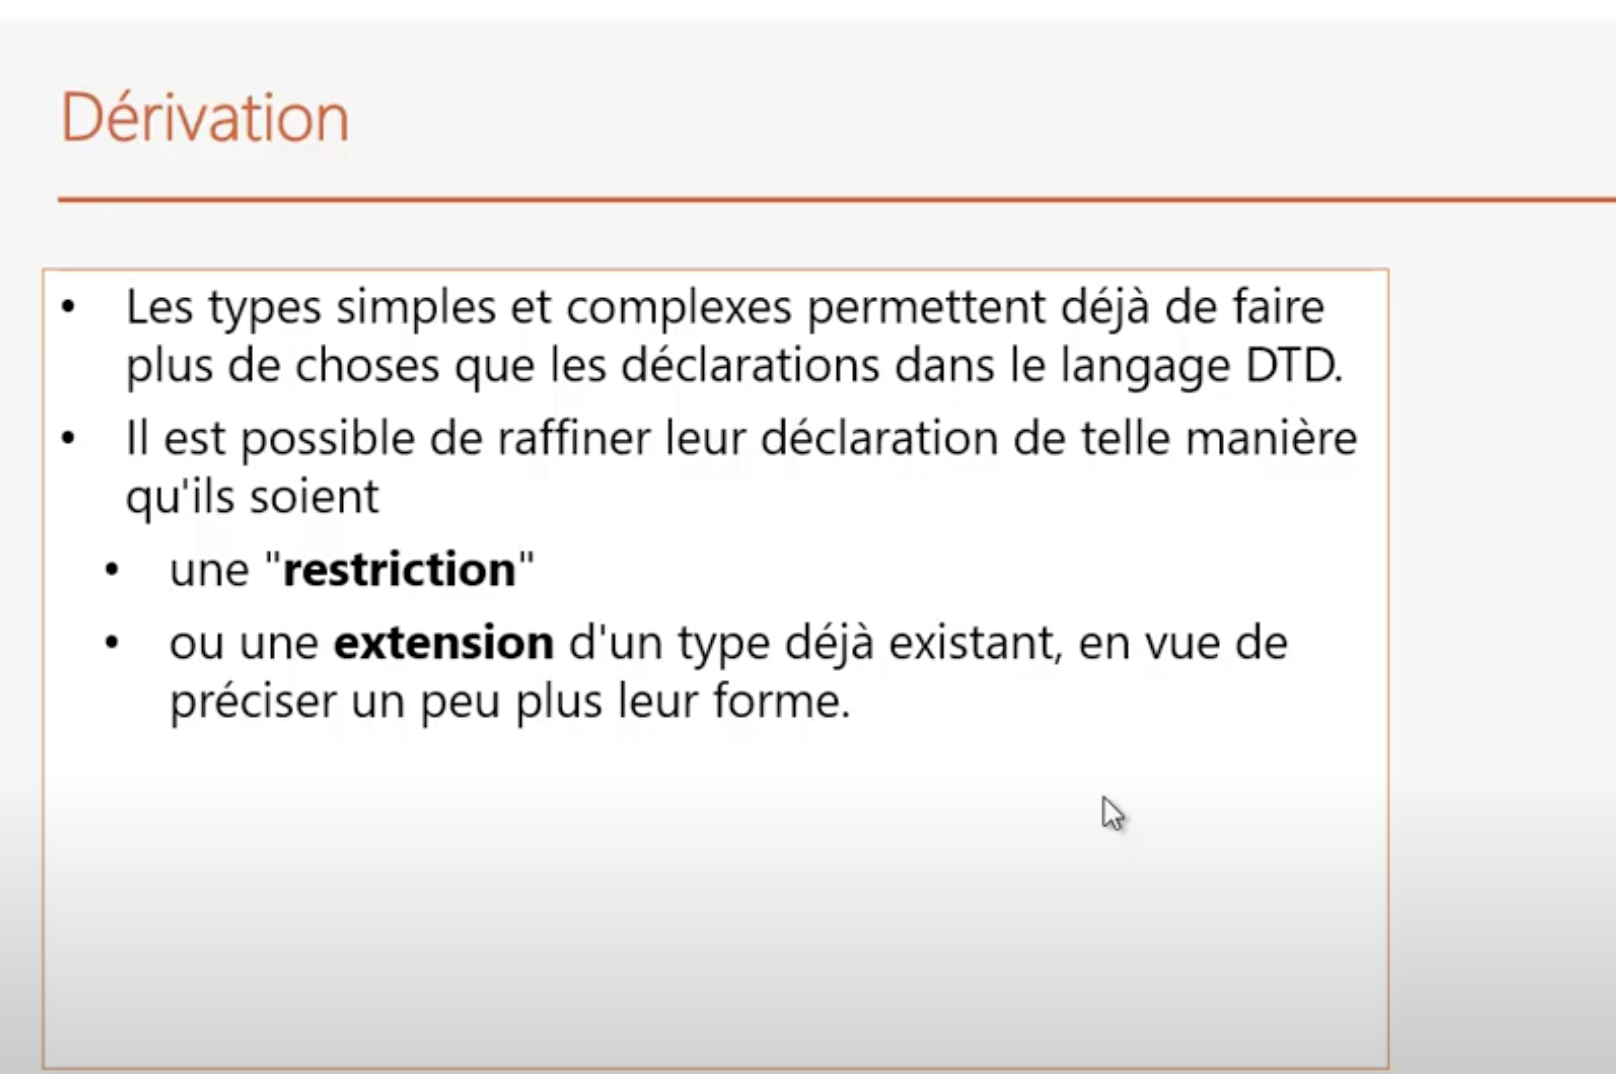 Dérivation
• Les types simples et complexes permettent déjà de faire
plus de choses que les déclarations dans le langage DTD.
• Il est possible de raffiner leur déclaration de telle manière
qu'ils soient
• une "restriction"
• ou une extension d'un type déjà existant, en vue de
préciser un peu plus leur forme.